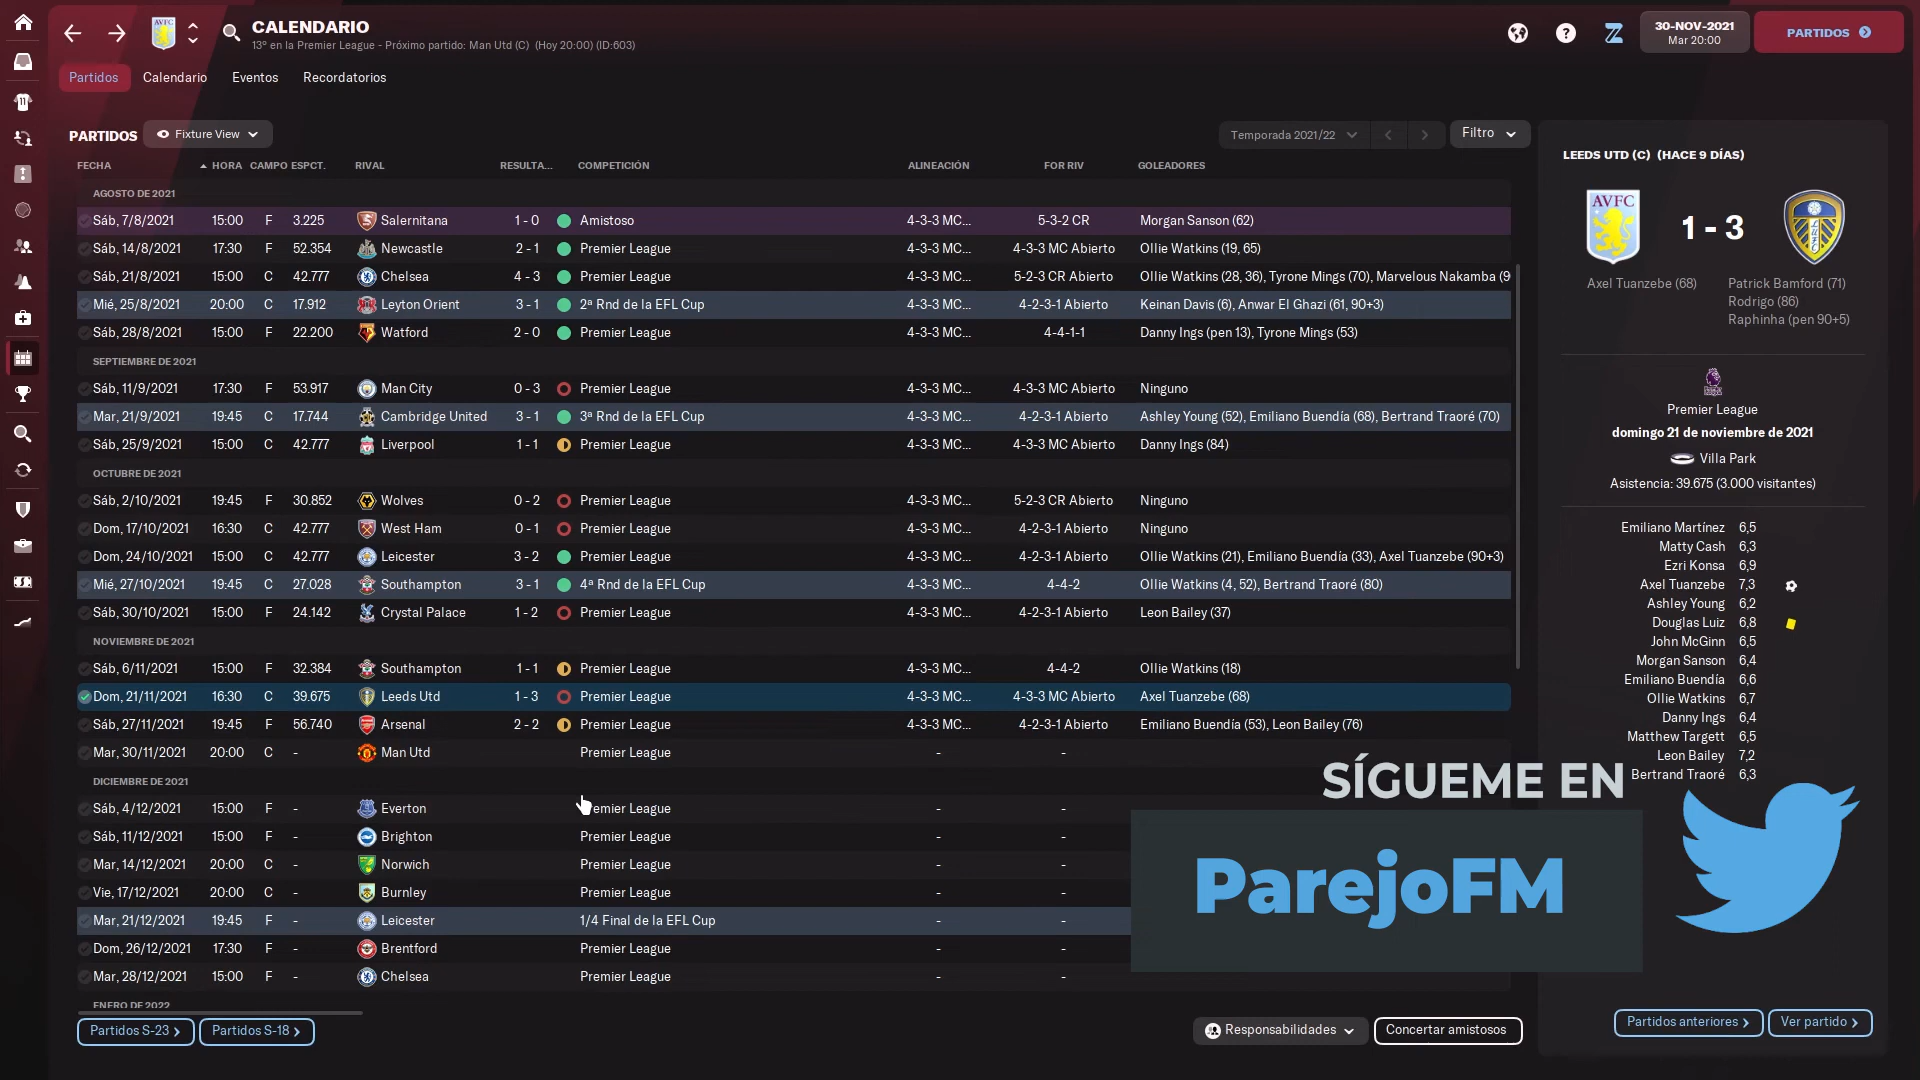 CALENDARIO
13º en la Premier League - Próximo partido: Man Utd (C) (Hoy 20:00) (ID:603)
30-NOV-2021
Mar 20:00
PARTIDOS
Partidos Calendario Eventos Recordatorios
PARTIDOS Fixture View Temporada 2021/22 Filtro
FECHA HORA CAMPO ESPCT. RIVAL RESULTA... COMPETICIÓN ALINEACIÓN FOR RIV GOLEADORES
AGOSTO DE 2021
Sáb, 7/8/2021 15:00 F 3.225 Salernitana 1 - 0 Amistoso 4-3-3 MC... 5-3-2 CR Morgan Sanson (62)
Sáb, 14/8/2021 17:30 F 52.354 Newcastle 2 - 1 Premier League 4-3-3 MC... 4-3-3 MC Abierto Ollie Watkins (19, 65)
Sáb, 21/8/2021 15:00 C 42.777 Chelsea 4 - 3 Premier League 4-3-3 MC... 5-2-3 CR Abierto Ollie Watkins (28, 36), Tyrone Mings (70), Marvelous Nakamba (9
Mié, 25/8/2021 20:00 C 17.912 Leyton Orient 3 - 1 2ª Rnd de la EFL Cup 4-3-3 MC... 4-2-3-1 Abierto Keinan Davis (6), Anwar El Ghazi (61, 90+3)
Sáb, 28/8/2021 15:00 F 22.200 Watford 2 - 0 Premier League 4-3-3 MC... 4-4-1-1 Danny Ings (pen 13), Tyrone Mings (53)
SEPTIEMBRE DE 2021
Sáb, 11/9/2021 17:30 F 53.917 Man City 0 - 3 Premier League 4-3-3 MC... 4-3-3 MC Abierto Ninguno
Mar, 21/9/2021 19:45 C 17.744 Cambridge United 3 - 1 3ª Rnd de la EFL Cup 4-3-3 MC... 4-2-3-1 Abierto Ashley Young (52), Emiliano Buendía (68), Bertrand Traoré (70)
Sáb, 25/9/2021 15:00 C 42.777 Liverpool 1 - 1 Premier League 4-3-3 MC... 4-3-3 MC Abierto Danny Ings (84)
OCTUBRE DE 2021
Sáb, 2/10/2021 19:45 F 30.852 Wolves 0 - 2 Premier League 4-3-3 MC... 5-2-3 CR Abierto Ninguno
Dom, 17/10/2021 16:30 C 42.777 West Ham 0 - 1 Premier League 4-3-3 MC... 4-2-3-1 Abierto Ninguno
Dom, 24/10/2021 15:00 C 42.777 Leicester 3 - 2 Premier League 4-3-3 MC... 4-2-3-1 Abierto Ollie Watkins (21), Emiliano Buendía (33), Axel Tuanzebe (90+3)
Mié, 27/10/2021 19:45 C 27.028 Southampton 3 - 1 4ª Rnd de la EFL Cup 4-3-3 MC... 4-4-2 Ollie Watkins (4, 52), Bertrand Traoré (80)
Sáb, 30/10/2021 15:00 F 24.142 Crystal Palace 1 - 2 Premier League 4-3-3 MC... 4-2-3-1 Abierto Leon Bailey (37)
NOVIEMBRE DE 2021
Sáb, 6/11/2021 15:00 F 32.384 Southampton 1 - 1 Premier League 4-3-3 MC... 4-4-2 Ollie Watkins (18)
Dom, 21/11/2021 16:30 C 39.675 Leeds Utd 1 - 3 Premier League 4-3-3 MC... 4-3-3 MC Abierto Axel Tuanzebe (68)
Sáb, 27/11/2021 19:45 F 56.740 Arsenal 2 - 2 Premier League 4-3-3 MC... 4-2-3-1 Abierto Emiliano Buendía (53), Leon Bailey (76)
Mar, 30/11/2021 20:00 C - Man Utd Premier League - -
DICIEMBRE DE 2021
Sáb, 4/12/2021 15:00 F - Everton Premier League - -
Sáb, 11/12/2021 15:00 F - Brighton Premier League - -
Mar, 14/12/2021 20:00 C - Norwich Premier League - -
Vie, 17/12/2021 20:00 C - Burnley Premier League - -
Mar, 21/12/2021 19:45 F - Leicester 1/4 Final de la EFL Cup - -
Dom, 26/12/2021 17:30 F - Brentford Premier League - -
Mar, 28/12/2021 15:00 F - Chelsea Premier League - -
ENERO DE 2022
Partidos S-23 Partidos S-18 Responsabilidades Concertar amistosos
LEEDS UTD (C) (HACE 9 DÍAS)
AVFC 1 - 3
Axel Tuanzebe (68) Patrick Bamford (71)
Rodrigo (86)
Raphinha (pen 90+5)
Premier League
domingo 21 de noviembre de 2021
Villa Park
Asistencia: 39.675 (3.000 visitantes)
Emiliano Martínez 6,5
Matty Cash 6,3
Ezri Konsa 6,9
Axel Tuanzebe 7,3
Ashley Young 6,2
Douglas Luiz 6,8
John McGinn 6,5
Morgan Sanson 6,4
Emiliano Buendía 6,6
Ollie Watkins 6,7
Danny Ings 6,4
Matthew Targett 6,5
Leon Bailey 7,2
Bertrand Traoré 6,3
SÍGUEME EN
ParejoFM
Partidos anteriores Ver partido